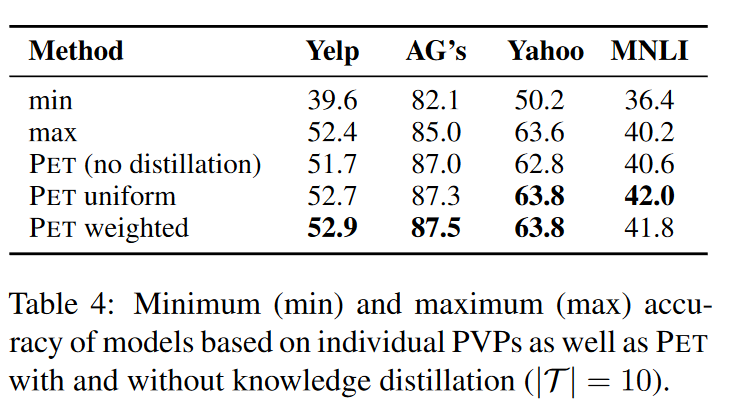 Method Yelp AG's Yahoo MNLI
min 39.6 82.1 50.2 36.4
max 52.4 85.0 63.6 40.2
PET (no distillation) 51.7 87.0 62.8 40.6
PET uniform 52.7 87.3 63.8 42.0
PET weighted 52.9 87.5 63.8 41.8
Table 4: Minimum (min) and maximum (max) accu-
racy of models based on individual PVPs as well as PET
with and without knowledge distillation (|𝒯| = 10).